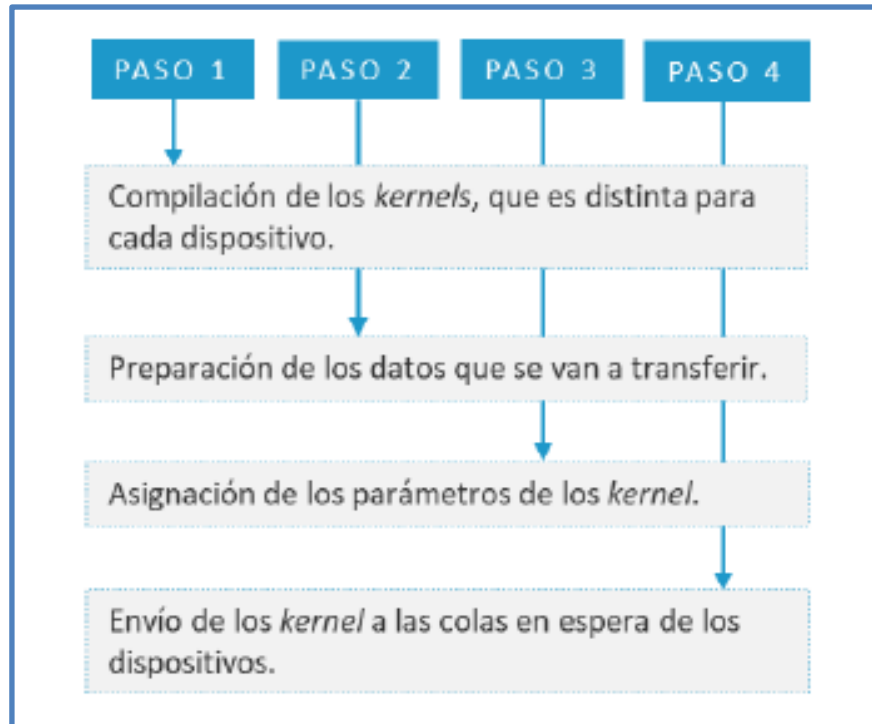 PASO 1
PASO 2
PASO 3
PASO 4
Compilación de los kernels, que es distinta para
cada dispositivo.
Preparación de los datos que se van a transferir.
Asignación de los parámetros de los kernel.
Envío de los kernel a las colas en espera de los
dispositivos.